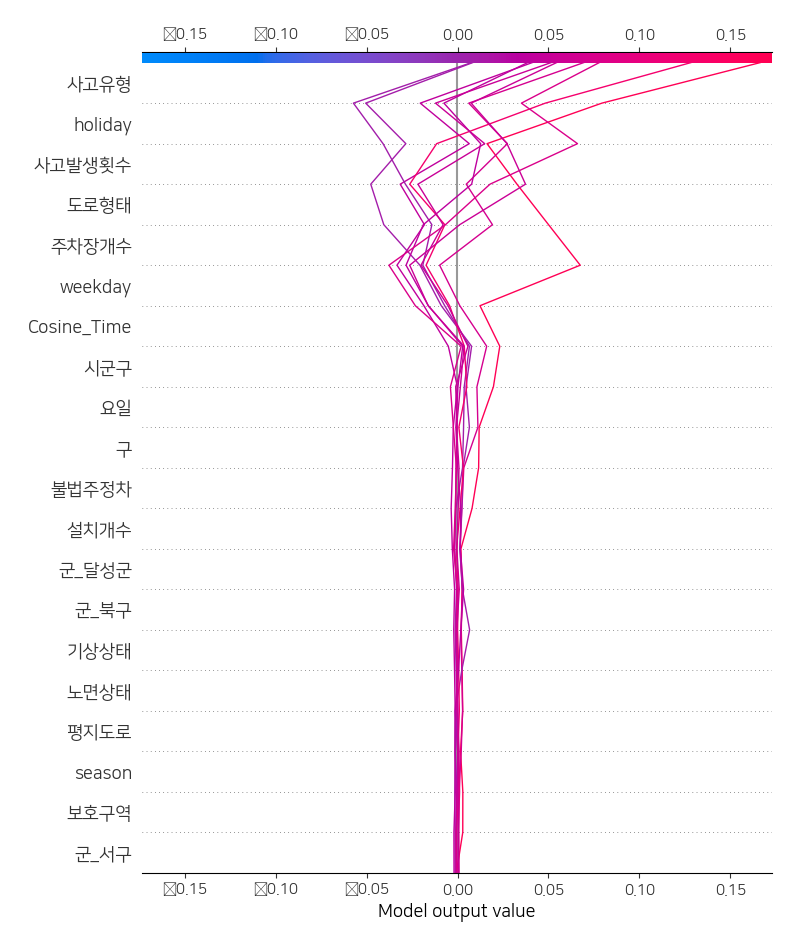 ☒0.15 ☒0.10 ☒0.05 0.00 0.05 0.10 0.15
사고유형
holiday
사고발생횟수
도로형태
주차장개수
weekday
Cosine_Time
시군구
요일
구
불법주정차
설치개수
군_달성군
군_북구
기상상태
노면상태
평지도로
season
보호구역
군_서구
☒0.15 ☒0.10 ☒0.05 0.00 0.05 0.10 0.15
Model output value